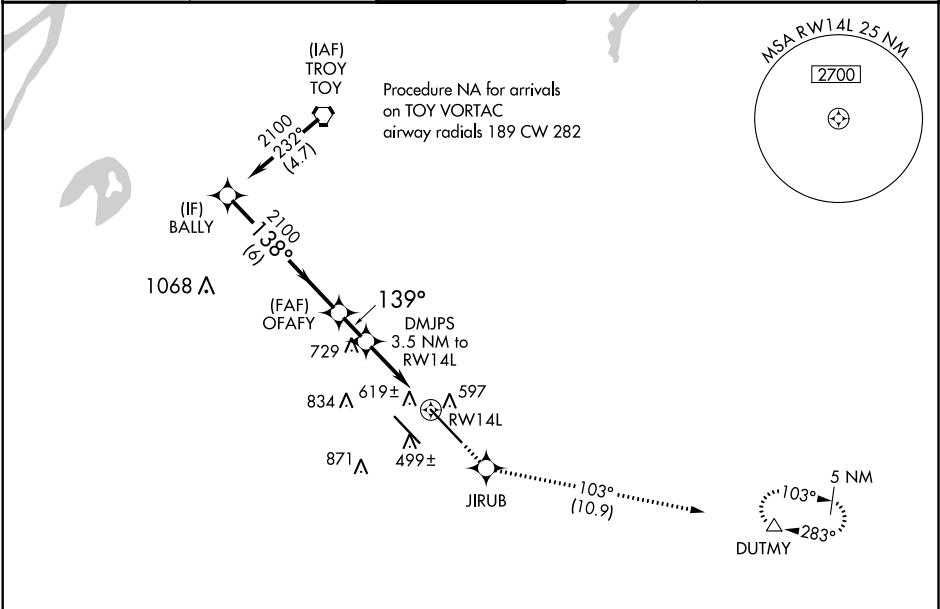 (IAF)
TROY
TOY
Procedure NA for arrivals
on TOY VORTAC
airway radials 189 CW 282
MSA RW14L 25 NM
2700
2100
232°
(4.7)
(IF)
BALLY
2100
138°
(6)
1068
(FAF)
OFAFY
139°
DMJPS
3.5 NM to
RW14L
729
834
619±
597
RW14L
871
499±
JIRUB
103°
(10.9)
5 NM
103°
283°
DUTMY